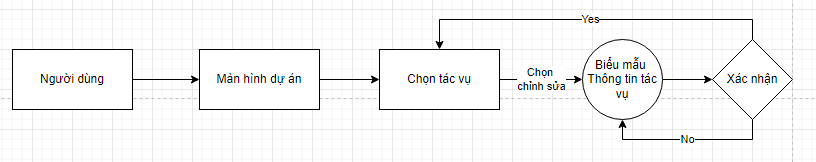 Yes
Người dùng
Màn hình dự án
Chọn tác vụ
Chọn
chỉnh sửa
Biểu mẫu
Thông tin tác
vụ
Xác nhận
No